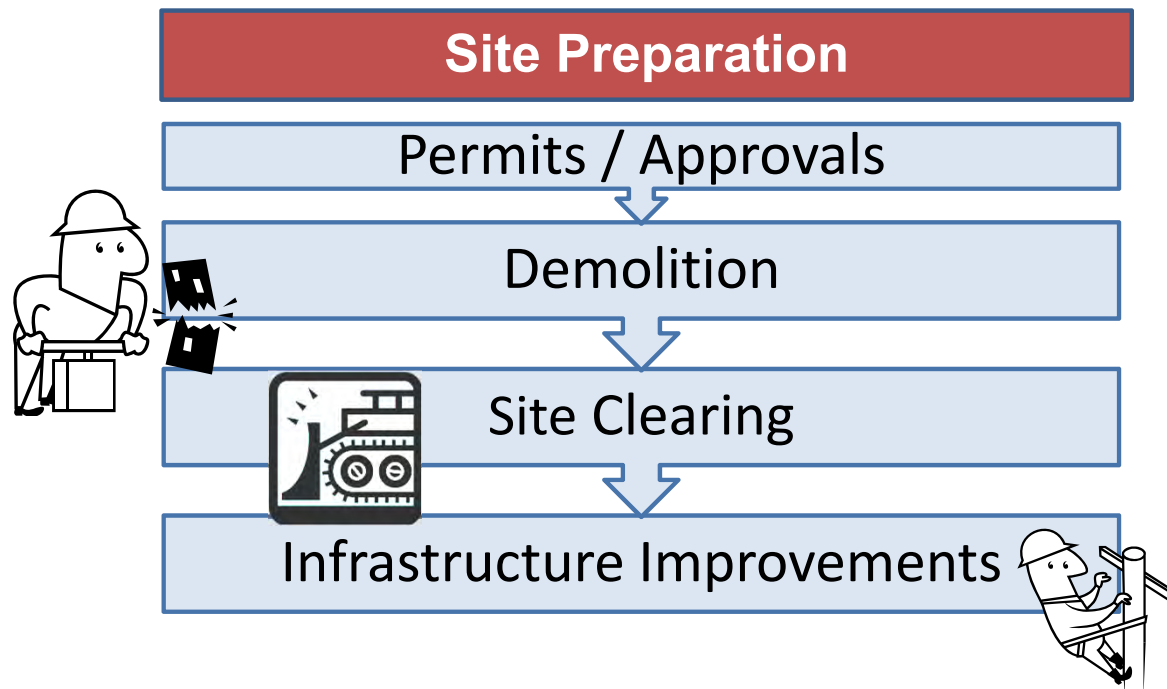 Site Preparation
Permits / Approvals
Demolition
Site Clearing
Infrastructure Improvements